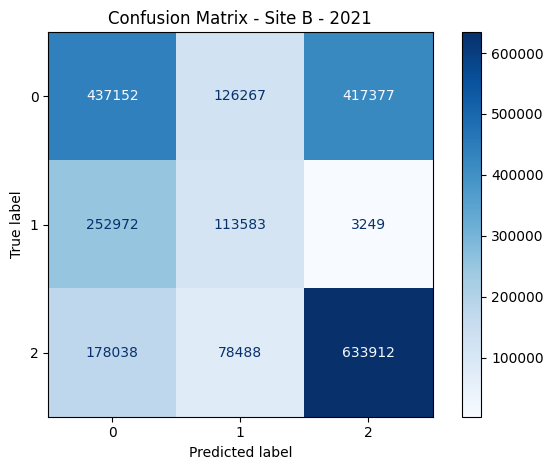 Confusion Matrix - Site B - 2021
0 437152 126267 417377
1 252972 113583 3249
2 178038 78488 633912
0 1 2
Predicted label
True label
600000
500000
400000
300000
200000
100000